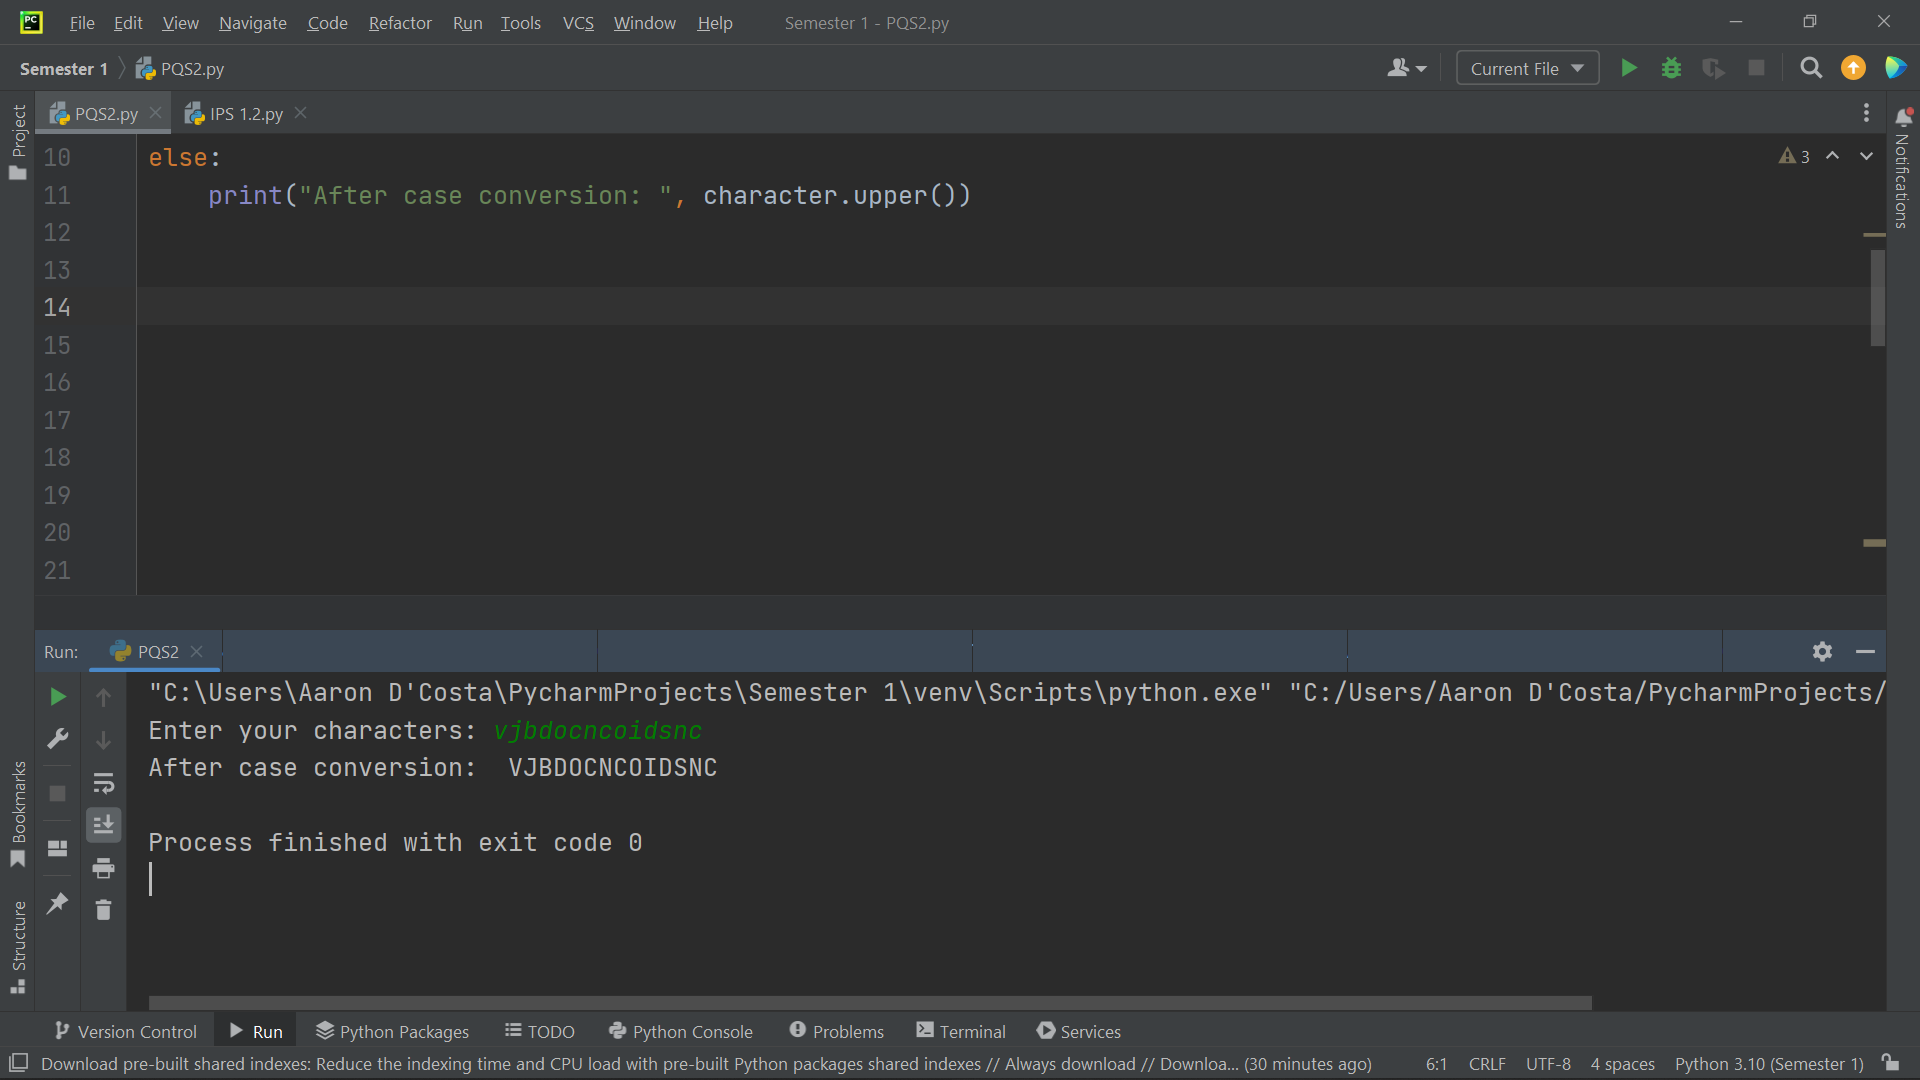 PC File Edit View Navigate Code Refactor Run Tools VCS Window Help Semester 1 - PQS2.py
Semester 1 PQS2.py Current File
PQS2.py IPS 1.2.py
Project
Notifications
10 else:
3
11 print("After case conversion: ", character.upper())
12
13
14
15
16
17
18
19
20
21
Run: PQS2
"C:\Users\Aaron D'Costa\PycharmProjects\Semester 1\venv\Scripts\python.exe" "C:/Users/Aaron D'Costa/PycharmProjects/
Enter your characters: vjbdocncoidsnc
After case conversion:  VJBDOCNCOIDSNC
Process finished with exit code 0
Bookmarks
Structure
Version Control Run Python Packages TODO Python Console Problems Terminal Services
Download pre-built shared indexes: Reduce the indexing time and CPU load with pre-built Python packages shared indexes // Always download // Downloa... (30 minutes ago) 6:1 CRLF UTF-8 4 spaces Python 3.10 (Semester 1)